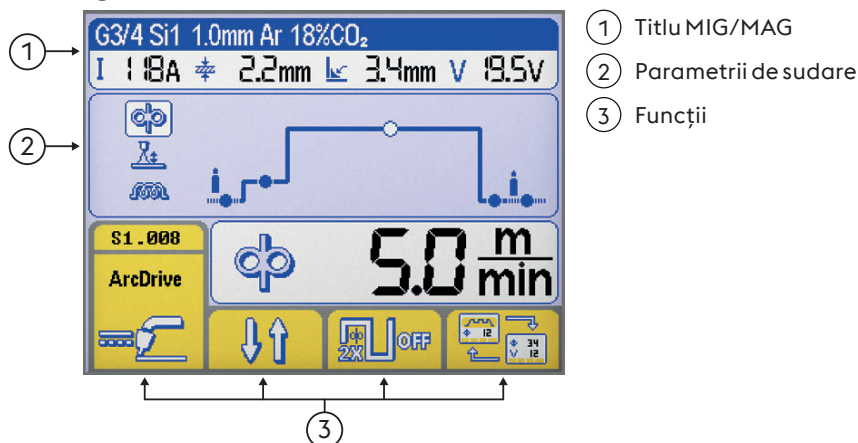 G3/4 Si1 1.0mm Ar 18%CO₂
I 118A 2.2mm 3.4mm V 19.5V
S1.008
ArcDrive
5.0 m/min
2X OFF
12
34
V 12
1 Titlu MIG/MAG
2 Parametrii de sudare
3 Funcții
1
2
3